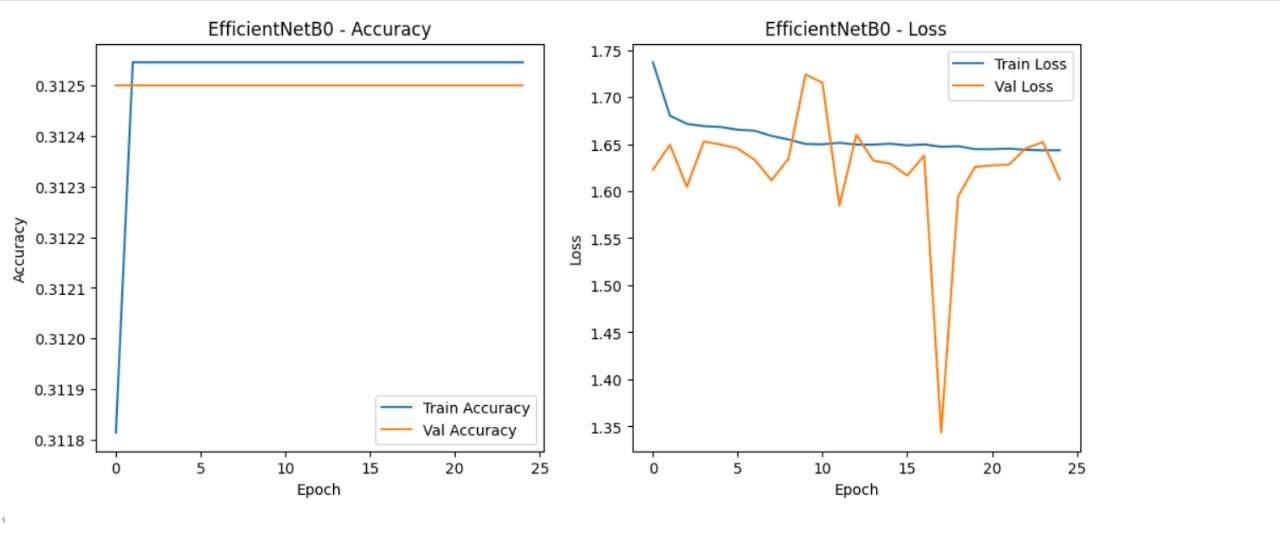 EfficientNetB0 - Accuracy
0.3125
0.3124
0.3123
0.3122
0.3121
0.3120
0.3119
0.3118
Accuracy
Train Accuracy
Val Accuracy
0 5 10 15 20 25
Epoch
EfficientNetB0 - Loss
1.75
1.70
1.65
1.60
1.55
1.50
1.45
1.40
1.35
Loss
Train Loss
Val Loss
0 5 10 15 20 25
Epoch